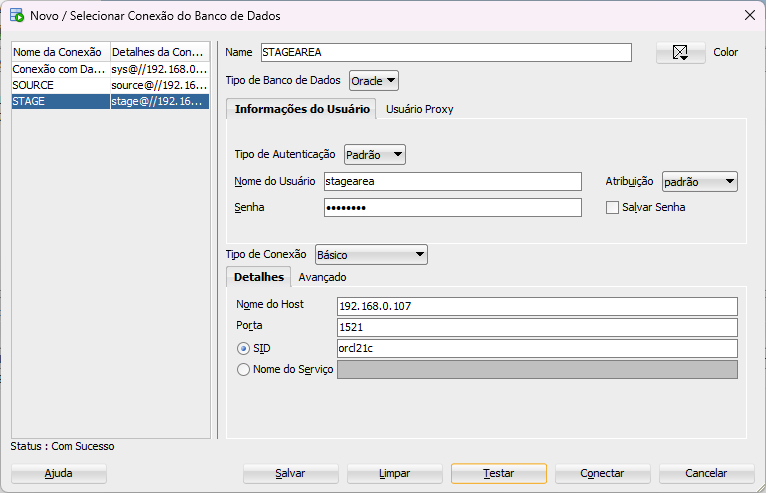 Novo / Selecionar Conexão do Banco de Dados
Nome da Conexão Detalhes da Con...
Conexão com Da... sys@//192.168.0...
SOURCE source@//192.16...
STAGE stage@//192.16...
Name STAGEAREA Color
Tipo de Banco de Dados Oracle
Informações do Usuário Usuário Proxy
Tipo de Autenticação Padrão
Nome do Usuário stagearea Atribuição padrão
Senha •••••••• Salvar Senha
Tipo de Conexão Básico
Detalhes Avançado
Nome do Host 192.168.0.107
Porta 1521
SID orcl21c
Nome do Serviço
Status : Com Sucesso
Ajuda Salvar Limpar Testar Conectar Cancelar